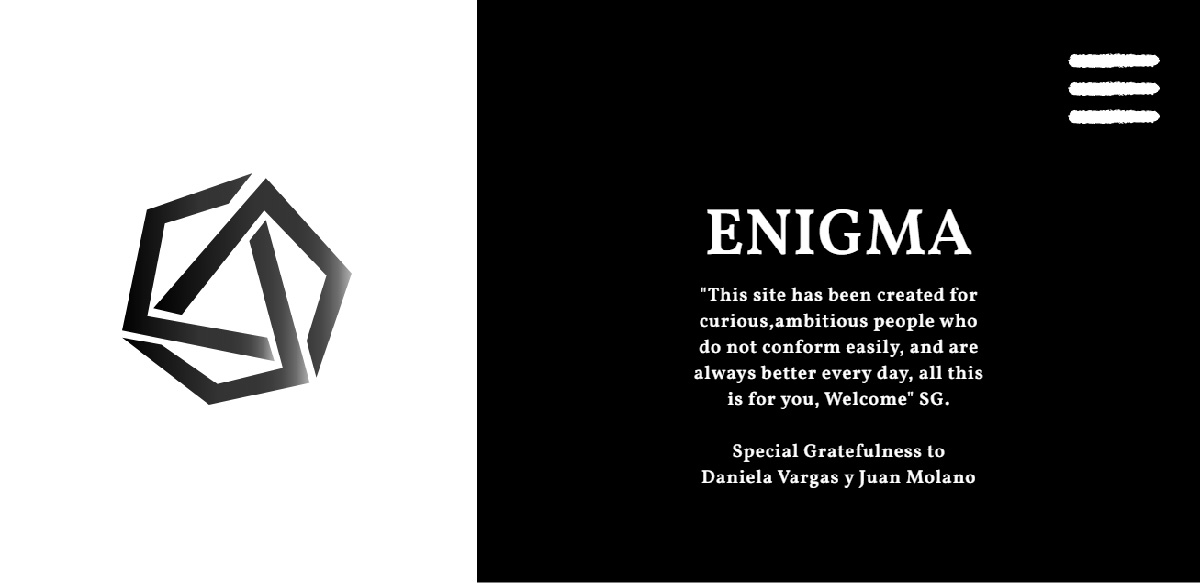 ENIGMA
"This site has been created for
curious,ambitious people who
do not conform easily, and are
always better every day, all this
is for you, Welcome" SG.
Special Gratefulness to
Daniela Vargas y Juan Molano